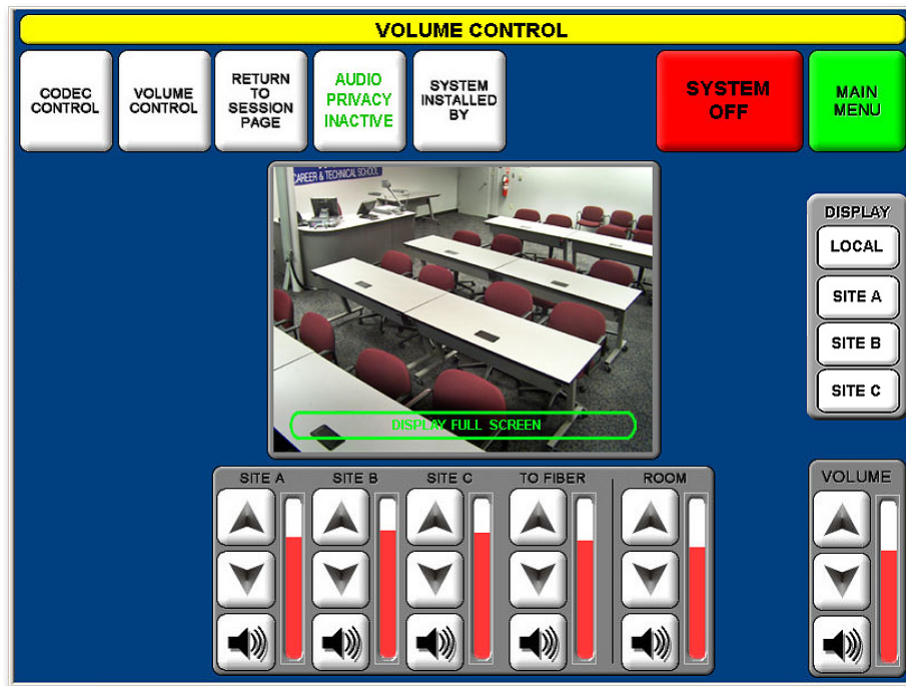 VOLUME CONTROL
CODEC
CONTROL
VOLUME
CONTROL
RETURN
TO
SESSION
PAGE
AUDIO
PRIVACY
INACTIVE
SYSTEM
INSTALLED
BY
SYSTEM
OFF
MAIN
MENU
CAREER & TECHNICAL SCHOOL
DISPLAY FULL SCREEN
DISPLAY
LOCAL
SITE A
SITE B
SITE C
SITE A
SITE B
SITE C
TO FIBER
ROOM
VOLUME